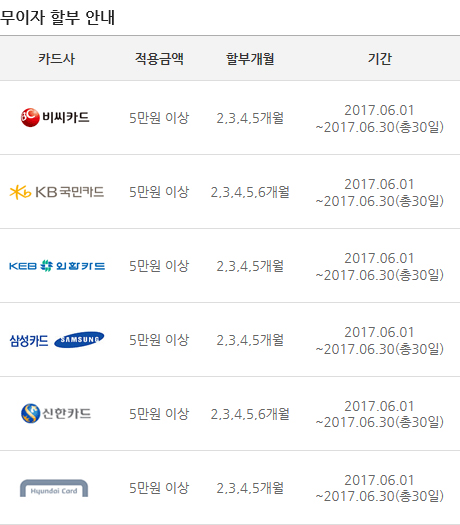 무이자 할부 안내
카드사 적용금액 할부개월 기간
비씨카드 5만원 이상 2,3,4,5개월 2017.06.01
~2017.06.30(총30일)
KB국민카드 5만원 이상 2,3,4,5,6개월 2017.06.01
~2017.06.30(총30일)
KEB 외환카드 5만원 이상 2,3,4,5개월 2017.06.01
~2017.06.30(총30일)
삼성카드 SAMSUNG 5만원 이상 2,3,4,5개월 2017.06.01
~2017.06.30(총30일)
신한카드 5만원 이상 2,3,4,5,6개월 2017.06.01
~2017.06.30(총30일)
Hyundai Card 5만원 이상 2,3,4,5개월 2017.06.01
~2017.06.30(총30일)